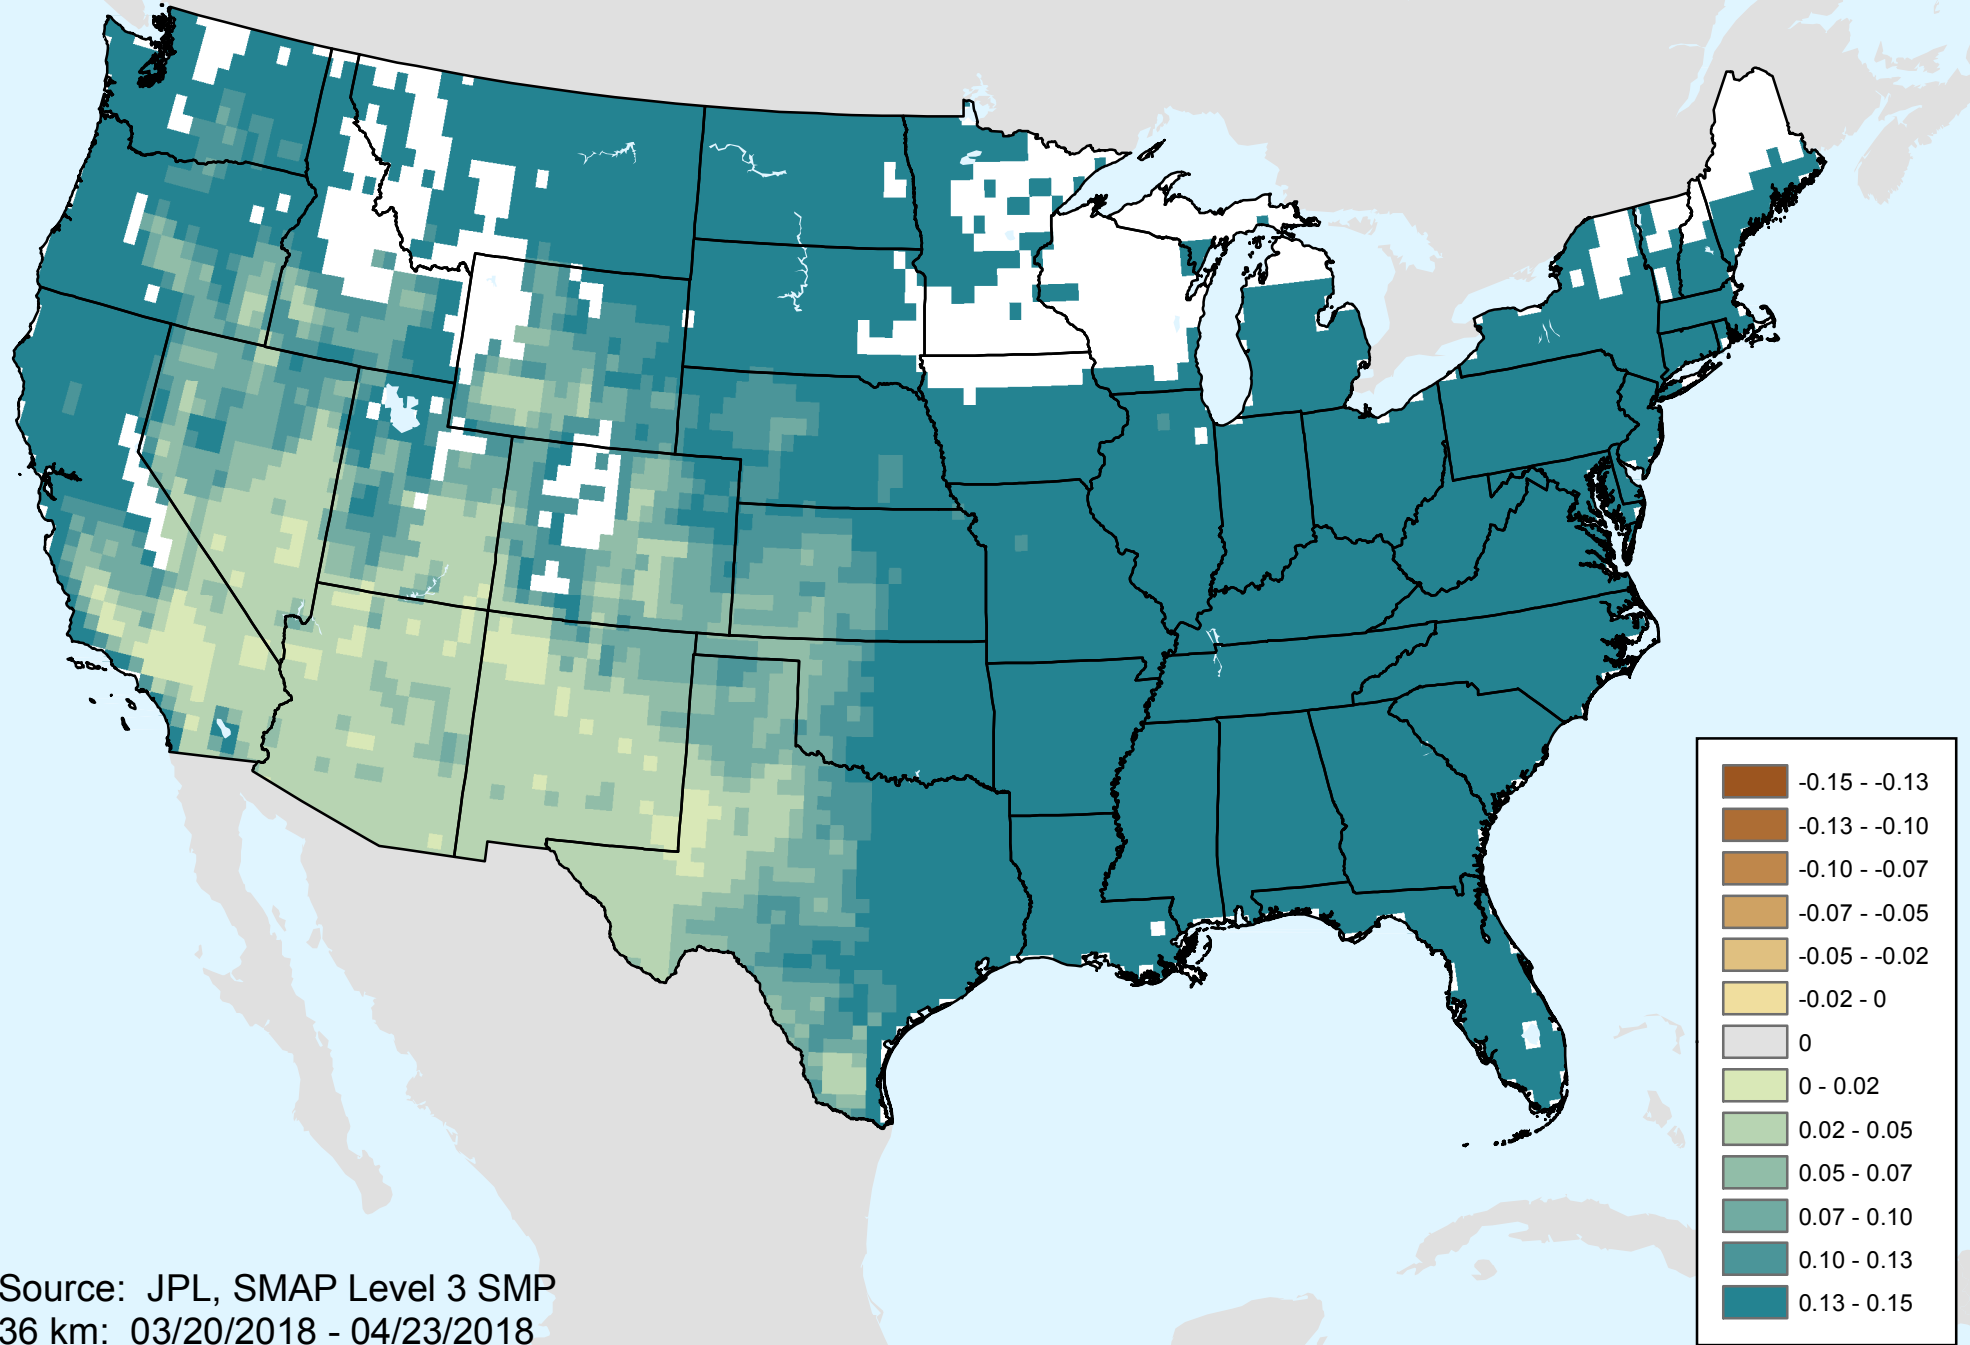 -0.15 - -0.13
-0.13 - -0.10
-0.10 - -0.07
-0.07 - -0.05
-0.05 - -0.02
-0.02 - 0
0
0 - 0.02
0.02 - 0.05
0.05 - 0.07
0.07 - 0.10
0.10 - 0.13
0.13 - 0.15
Source: JPL, SMAP Level 3 SMP
36 km: 03/20/2018 - 04/23/2018